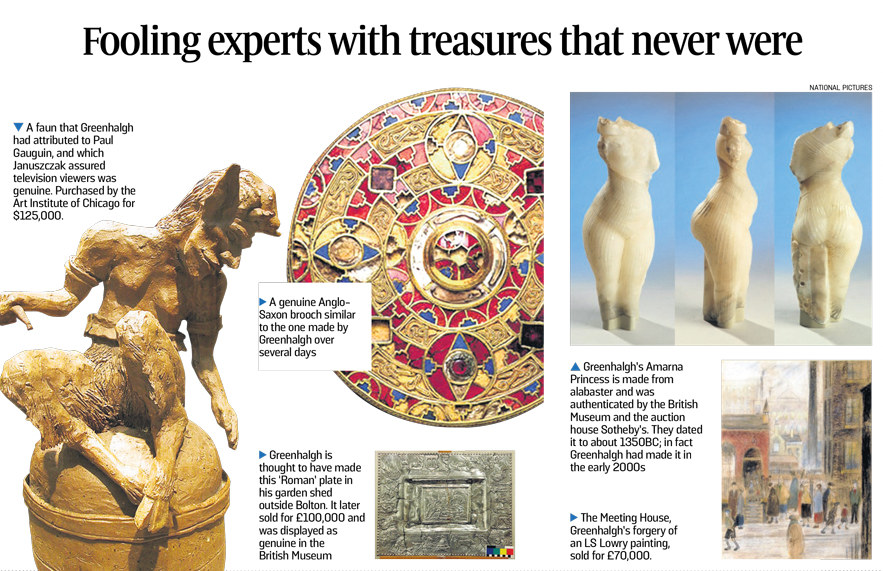 Fooling experts with treasures that never were
NATIONAL PICTURES
▼ A faun that Greenhalgh
had attributed to Paul
Gauguin, and which
Januszczak assured
television viewers was
genuine. Purchased by the
Art Institute of Chicago for
$125,000.
▶ A genuine Anglo-
Saxon brooch similar
to the one made by
Greenhalgh over
several days
▶ Greenhalgh is
thought to have made
this 'Roman' plate in
his garden shed
outside Bolton. It later
sold for £100,000 and
was displayed as
genuine in the
British Museum
▲ Greenhalgh's Amarna
Princess is made from
alabaster and was
authenticated by the British
Museum and the auction
house Sotheby's. They dated
it to about 1350BC; in fact
Greenhalgh had made it in
the early 2000s
▶ The Meeting House,
Greenhalgh's forgery of
an LS Lowry painting,
sold for £70,000.